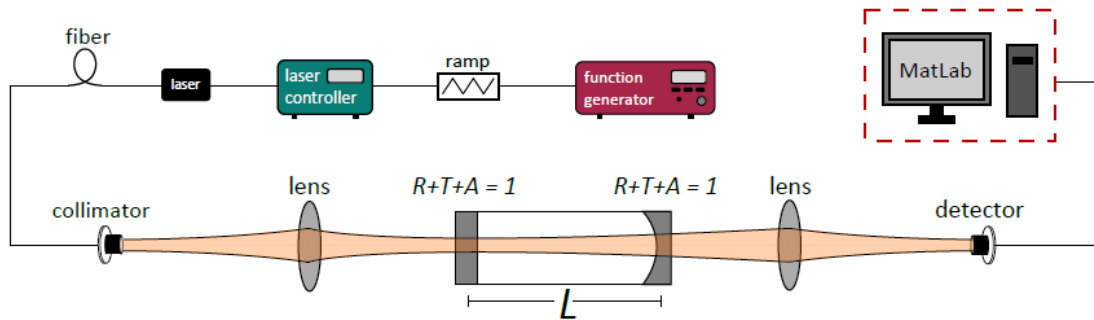 fiber
laser
laser
controller
ramp
function
generator
MatLab
collimator
lens
R+T+A = 1
R+T+A = 1
lens
detector
L